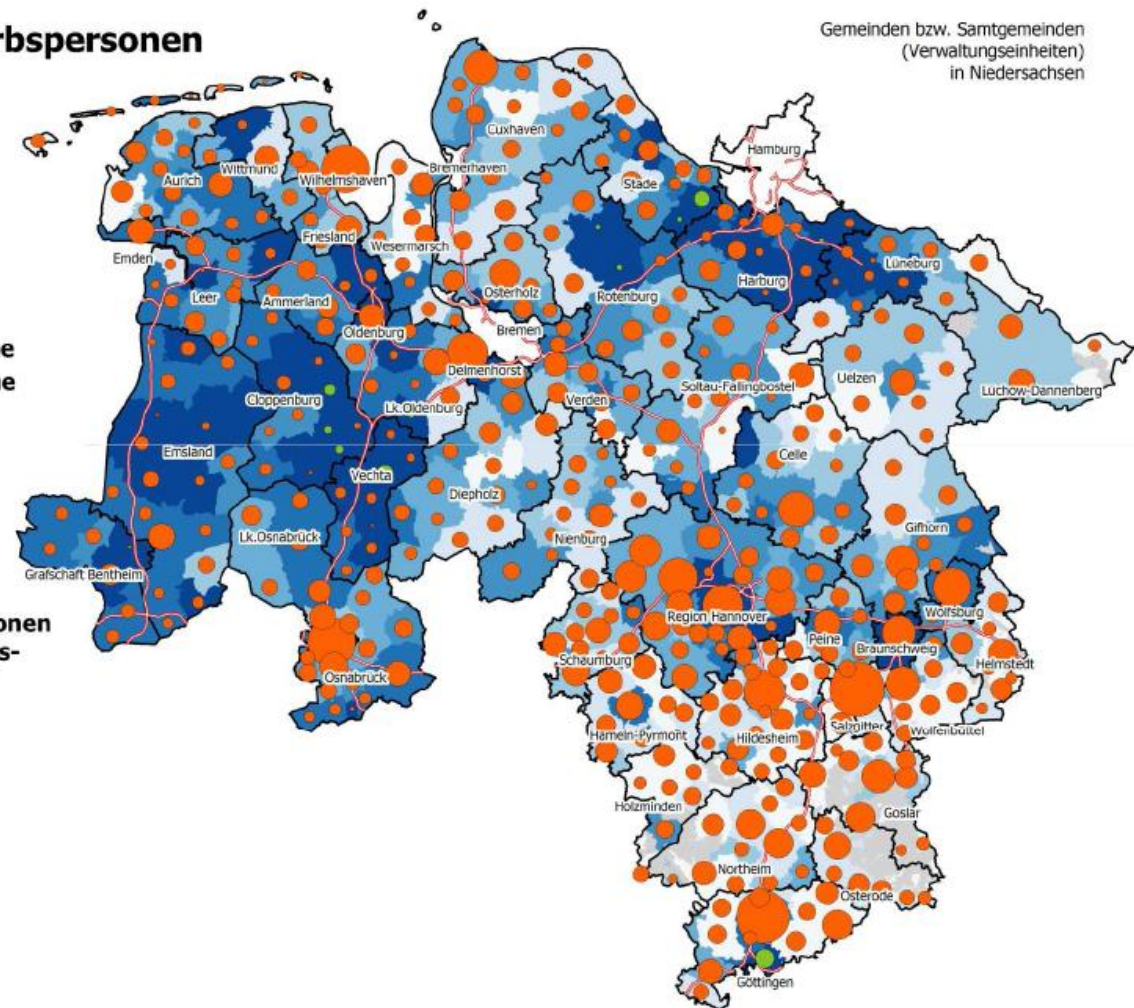 rbspersonen
Gemeinden bzw. Samtgemeinden
(Verwaltungseinheiten)
in Niedersachsen
Cuxhaven
Hamburg
Bremerhaven
Wittmund
Aurich
Wilhelmshaven
Stade
Friesland
Wesermarsch
Emden
Lüneburg
Leer
Ammerland
Osterholz
Rotenburg
Harburg
Oldenburg
Bremen
e
e
Delmenhorst
Soltau-Fallingbostel
Uelzen
Lüchow-Dannenberg
Cloppenburg
Lk.Oldenburg
Verden
Emsland
Celle
Vechta
Diepholz
Lk.Osnabrück
Nienburg
Gifhorn
Grafschaft Bentheim
onen
s-
Region Hannover
Wolfsburg
Peine
Braunschweig
Schaumburg
Helmstedt
Osnabrück
Hameln-Pyrmont
Hildesheim
Salzgitter
Wolfenbüttel
Holzminden
Goslar
Northeim
Osterode
Göttingen